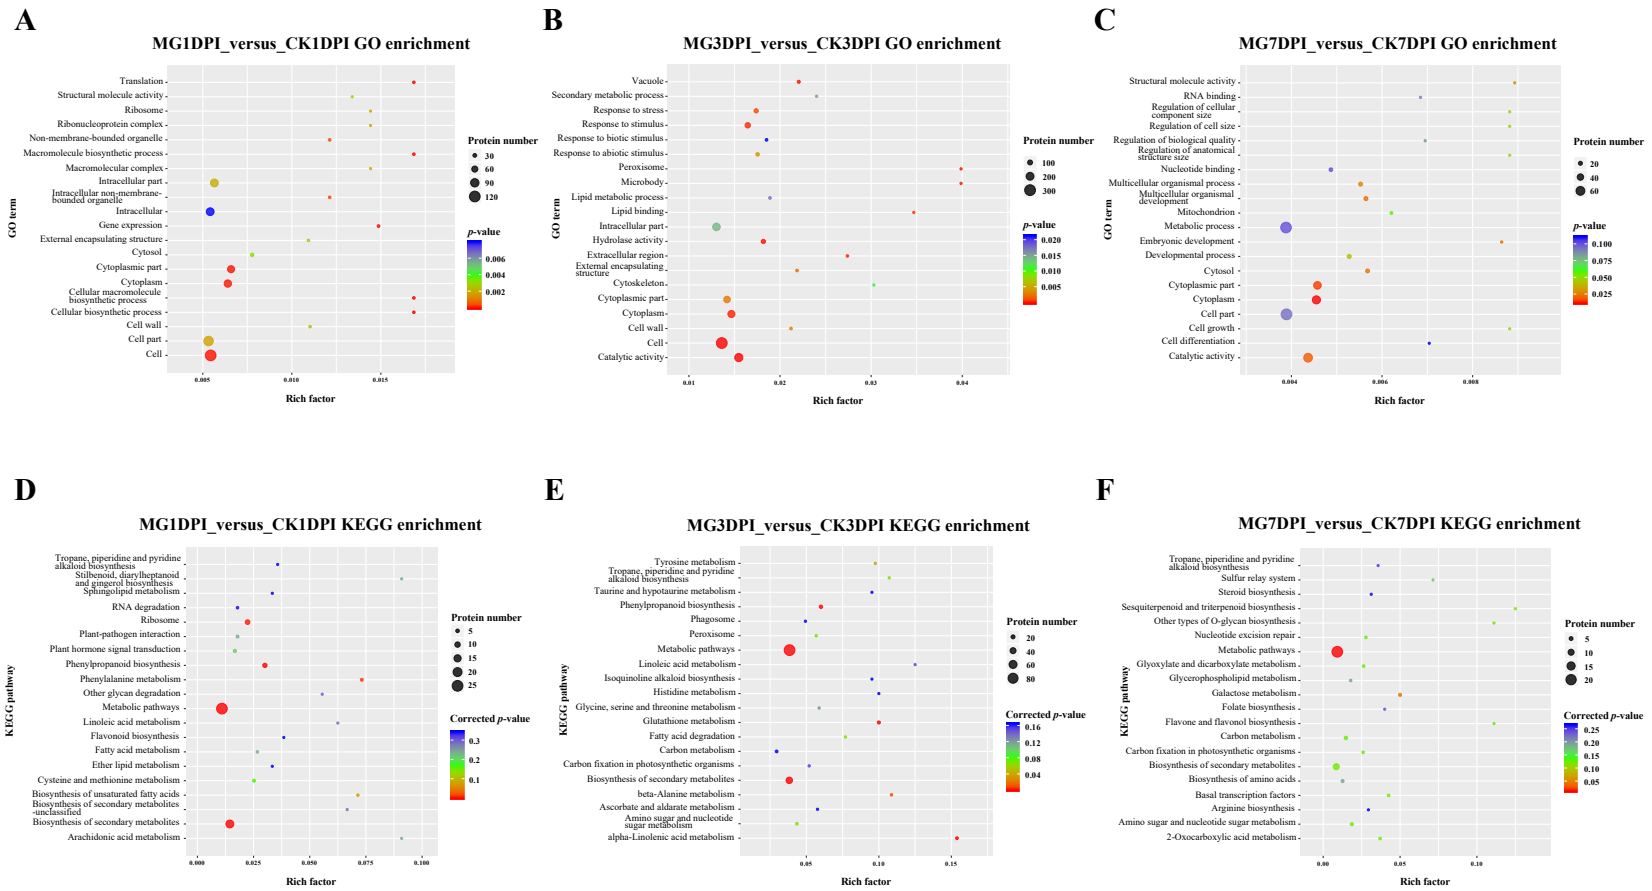 A
MG1DPI_versus_CK1DPI GO enrichment
GO term
Translation
Structural molecule activity
Ribosome
Ribonucleoprotein complex
Non-membrane-bounded organelle
Macromolecule biosynthetic process
Macromolecular complex
Intracellular part
Intracellular non-membrane-
bounded organelle
Intracellular
Gene expression
External encapsulating structure
Cytosol
Cytoplasmic part
Cytoplasm
Cellular macromolecule
biosynthetic process
Cellular biosynthetic process
Cell wall
Cell part
Cell
0.005
0.010
0.015
Rich factor
Protein number
30
60
90
120
p-value
0.006
0.004
0.002
B
MG3DPI_versus_CK3DPI GO enrichment
GO term
Vacuole
Secondary metabolic process
Response to stress
Response to stimulus
Response to biotic stimulus
Response to abiotic stimulus
Peroxisome
Microbody
Lipid metabolic process
Lipid binding
Intracellular part
Hydrolase activity
Extracellular region
External encapsulating
structure
Cytoskeleton
Cytoplasmic part
Cytoplasm
Cell wall
Cell
Catalytic activity
0.01
0.02
0.03
0.04
Rich factor
Protein number
100
200
300
p-value
0.020
0.015
0.010
0.005
C
MG7DPI_versus_CK7DPI GO enrichment
GO term
Structural molecule activity
RNA binding
Regulation of cellular
component size
Regulation of cell size
Regulation of biological quality
Regulation of anatomical
structure size
Nucleotide binding
Multicellular organismal process
Multicellular organismal
development
Mitochondrion
Metabolic process
Embryonic development
Developmental process
Cytosol
Cytoplasmic part
Cytoplasm
Cell part
Cell growth
Cell differentiation
Catalytic activity
0.004
0.006
0.008
Rich factor
Protein number
20
40
60
p-value
0.100
0.075
0.050
0.025
D
MG1DPI_versus_CK1DPI KEGG enrichment
KEGG pathway
Tropane, piperidine and pyridine
alkaloid biosynthesis
Stilbenoid, diarylheptanoid
and gingerol biosynthesis
Sphingolipid metabolism
RNA degradation
Ribosome
Plant-pathogen interaction
Plant hormone signal transduction
Phenylpropanoid biosynthesis
Phenylalanine metabolism
Other glycan degradation
Metabolic pathways
Linoleic acid metabolism
Flavonoid biosynthesis
Fatty acid metabolism
Ether lipid metabolism
Cysteine and methionine metabolism
Biosynthesis of unsaturated fatty acids
Biosynthesis of secondary metabolites
-unclassified
Biosynthesis of secondary metabolites
Arachidonic acid metabolism
0.000
0.025
0.050
0.075
0.100
Rich factor
Protein number
5
10
15
20
25
Corrected p-value
0.3
0.2
0.1
E
MG3DPI_versus_CK3DPI KEGG enrichment
KEGG pathway
Tyrosine metabolism
Tropane, piperidine and pyridine
alkaloid biosynthesis
Taurine and hypotaurine metabolism
Phenylpropanoid biosynthesis
Phagosome
Peroxisome
Metabolic pathways
Linoleic acid metabolism
Isoquinoline alkaloid biosynthesis
Histidine metabolism
Glycine, serine and threonine metabolism
Glutathione metabolism
Fatty acid degradation
Carbon metabolism
Carbon fixation in photosynthetic organisms
Biosynthesis of secondary metebolites
beta-Alanine metabolism
Ascorbate and aldarate metabolism
Amino sugar and nucleotide
sugar metabolism
alpha-Linolenic acid metabolism
0.05
0.10
0.15
Rich factor
Protein number
20
40
60
80
Corrected p-value
0.16
0.12
0.08
0.04
F
MG7DPI_versus_CK7DPI KEGG enrichment
KEGG pathway
Tropane, piperidine and pyridine
alkaloid biosynthesis
Sulfur relay system
Steroid biosynthesis
Sesquiterpenoid and triterpenoid biosynthesis
Other types of O-glycan biosynthesis
Nucleotide excision repair
Metabolic pathways
Glyoxylate and dicarboxylate metabolism
Glycerophospholipid metabolism
Galactose metabolism
Folate biosynthesis
Flavone and flavonol biosynthesis
Carbon metabolism
Carbon fixation in photosynthetic organisms
Biosynthesis of secondary metebolites
Biosynthesis of amino acids
Basal transcription factors
Arginine biosynthesis
Amino sugar and nucleotide sugar metabolism
2-Oxocarboxylic acid metabolism
0.00
0.05
0.10
Rich factor
Protein number
5
10
15
20
Corrected p-value
0.25
0.20
0.15
0.10
0.05